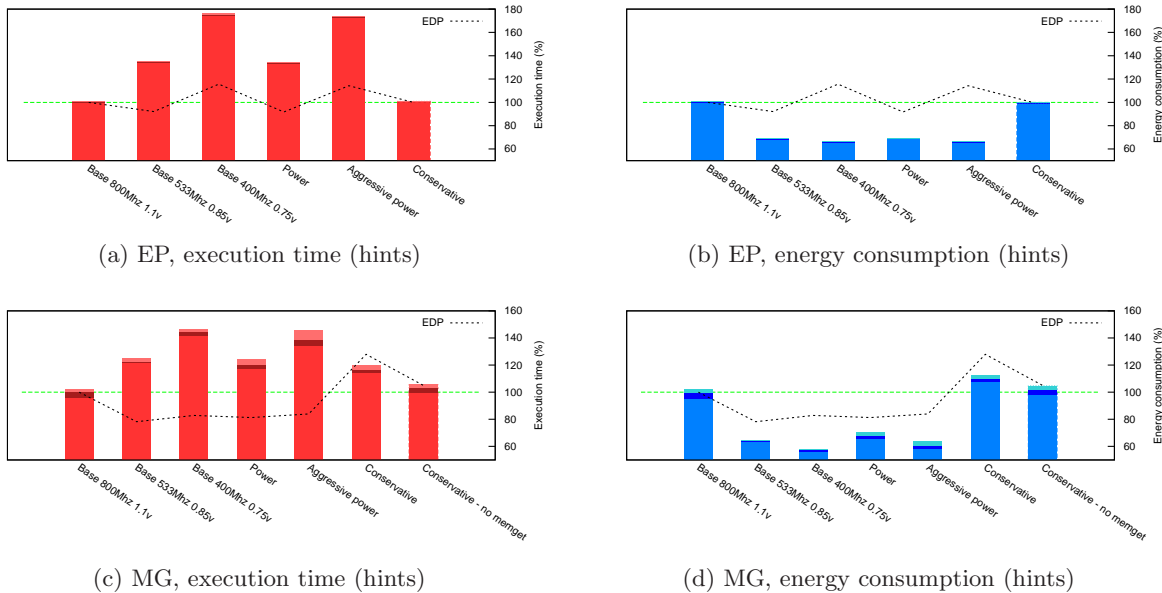 EDP
180
160
140
120
100
80
60
Execution time (%)
Base 800Mhz 1.1v
Base 533Mhz 0.85v
Base 400Mhz 0.75v
Power
Aggressive power
Conservative
(a) EP, execution time (hints)
EDP
180
160
140
120
100
80
60
Energy consumption (%)
Base 800Mhz 1.1v
Base 533Mhz 0.85v
Base 400Mhz 0.75v
Power
Aggressive power
Conservative
(b) EP, energy consumption (hints)
EDP
160
140
120
100
80
60
Execution time (%)
Base 800Mhz 1.1v
Base 533Mhz 0.85v
Base 400Mhz 0.75v
Power
Aggressive power
Conservative
Conservative - no memget
(c) MG, execution time (hints)
EDP
160
140
120
100
80
60
Energy consumption (%)
Base 800Mhz 1.1v
Base 533Mhz 0.85v
Base 400Mhz 0.75v
Power
Aggressive power
Conservative
Conservative - no memget
(d) MG, energy consumption (hints)